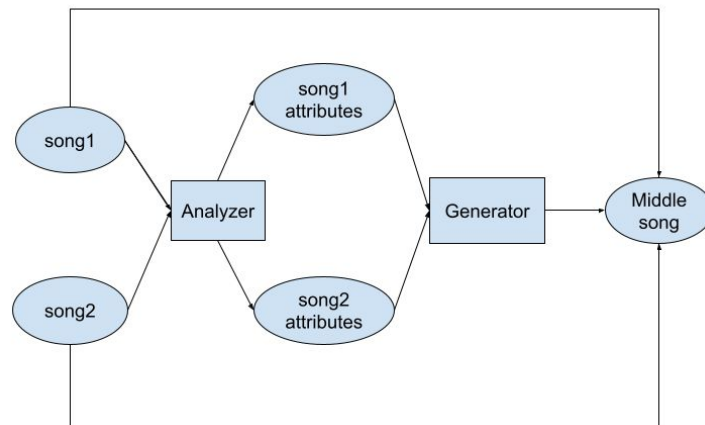 song1
song2
Analyzer
song1
attributes
song2
attributes
Generator
Middle
song